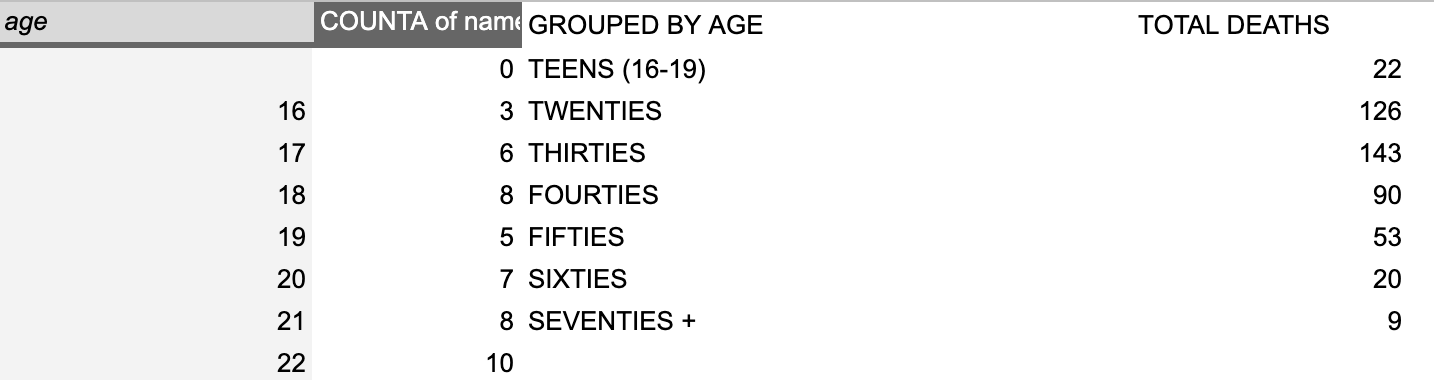 age COUNTA of name GROUPED BY AGE TOTAL DEATHS
0 TEENS (16-19) 22
16 3 TWENTIES 126
17 6 THIRTIES 143
18 8 FOURTIES 90
19 5 FIFTIES 53
20 7 SIXTIES 20
21 8 SEVENTIES + 9
22 10